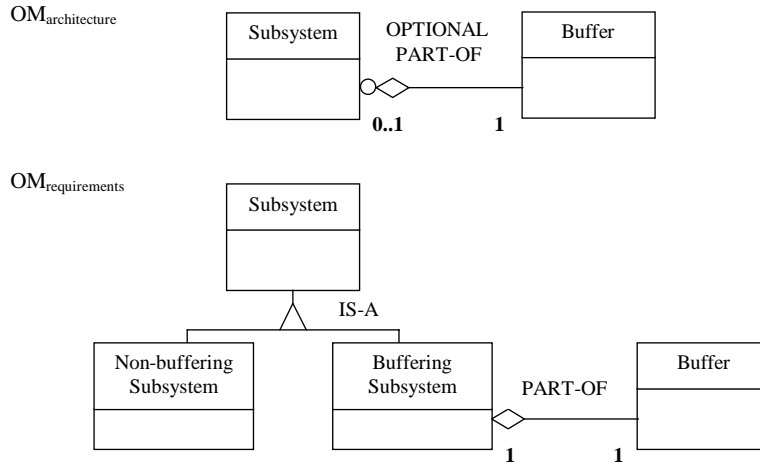 OMarchitecture
Subsystem
OPTIONAL
PART-OF
Buffer
0..1
1
OMrequirements
Subsystem
IS-A
Non-buffering
Subsystem
Buffering
Subsystem
PART-OF
Buffer
1
1